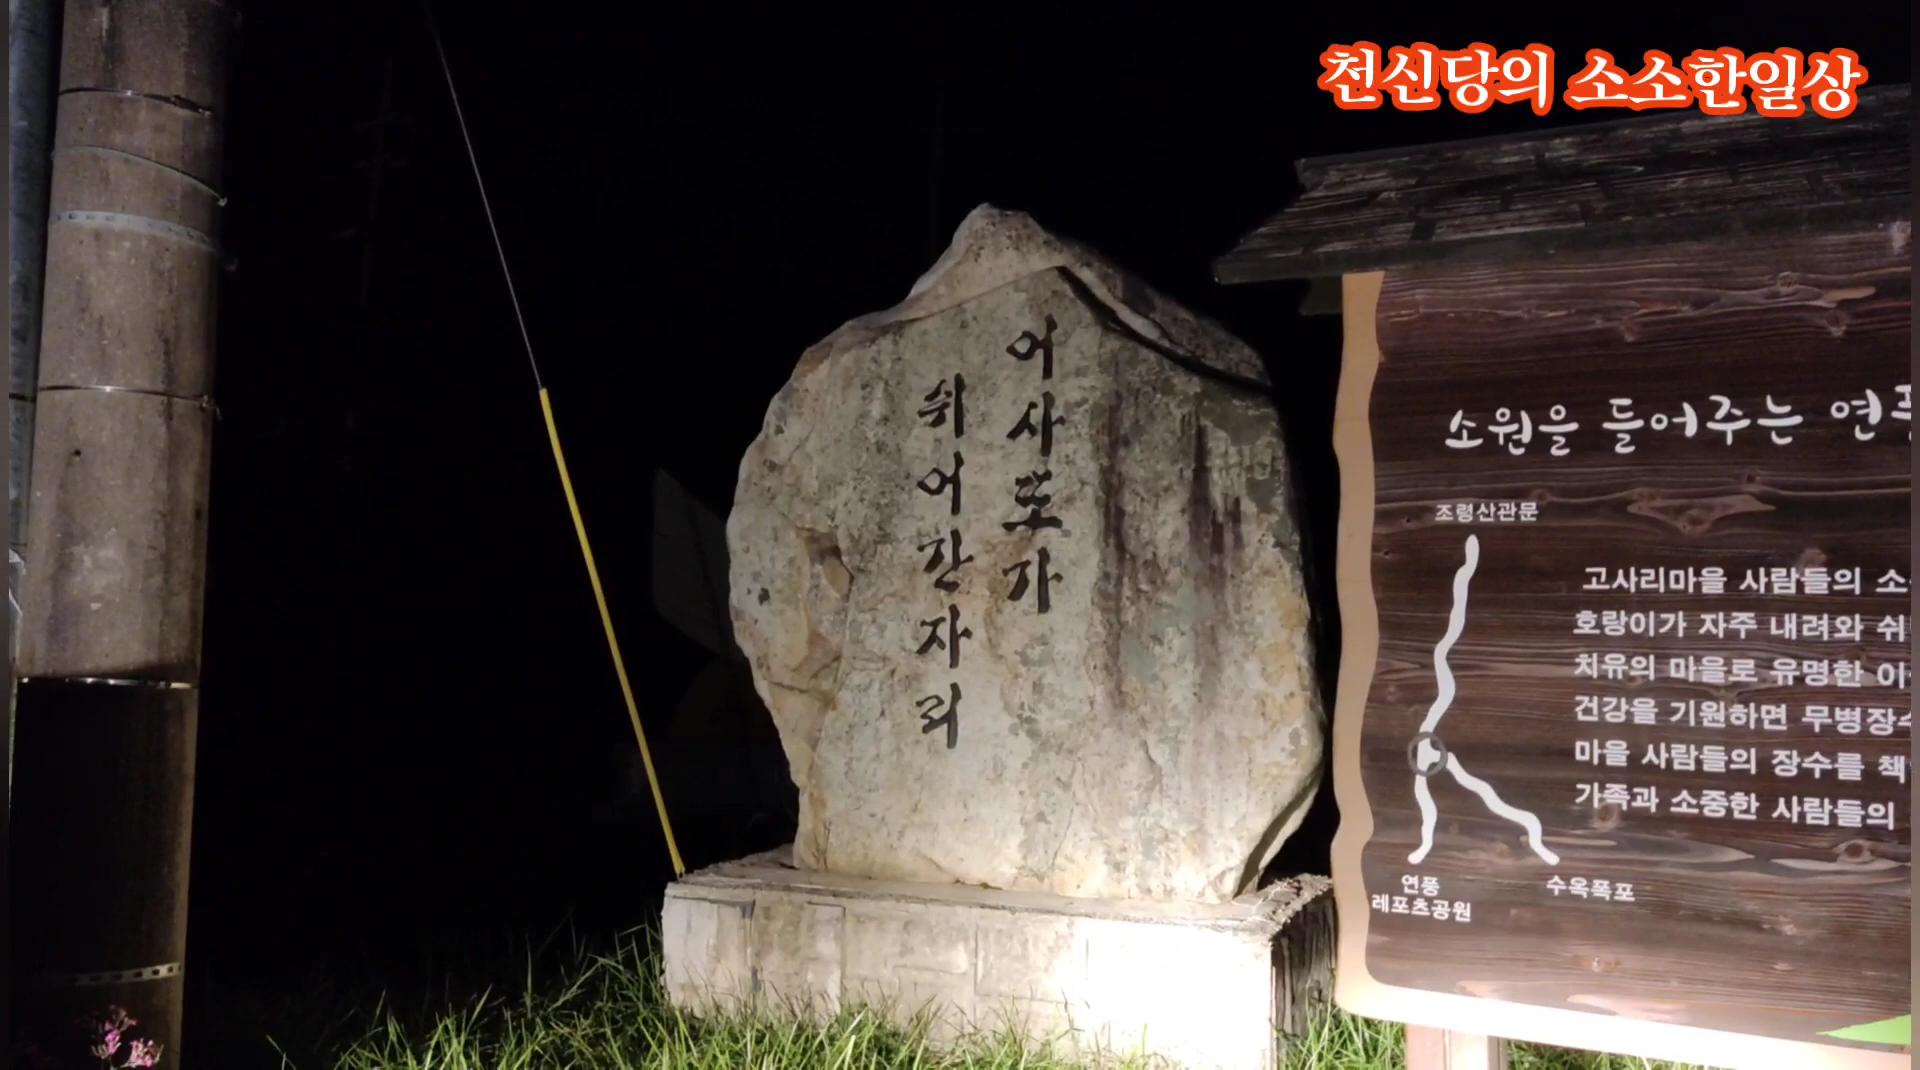 천신당의 소소한일상
어사또가
쉬어간자리
소원을 들어주는
조령산관문
고사리마을 사람들의
호랑이가 자주 내려와
치유의 마을로 유명한
건강을 기원하면
마을 사람들의 장수를
가족과 소중한 사람들의
연풍
레포츠공원
수옥폭포